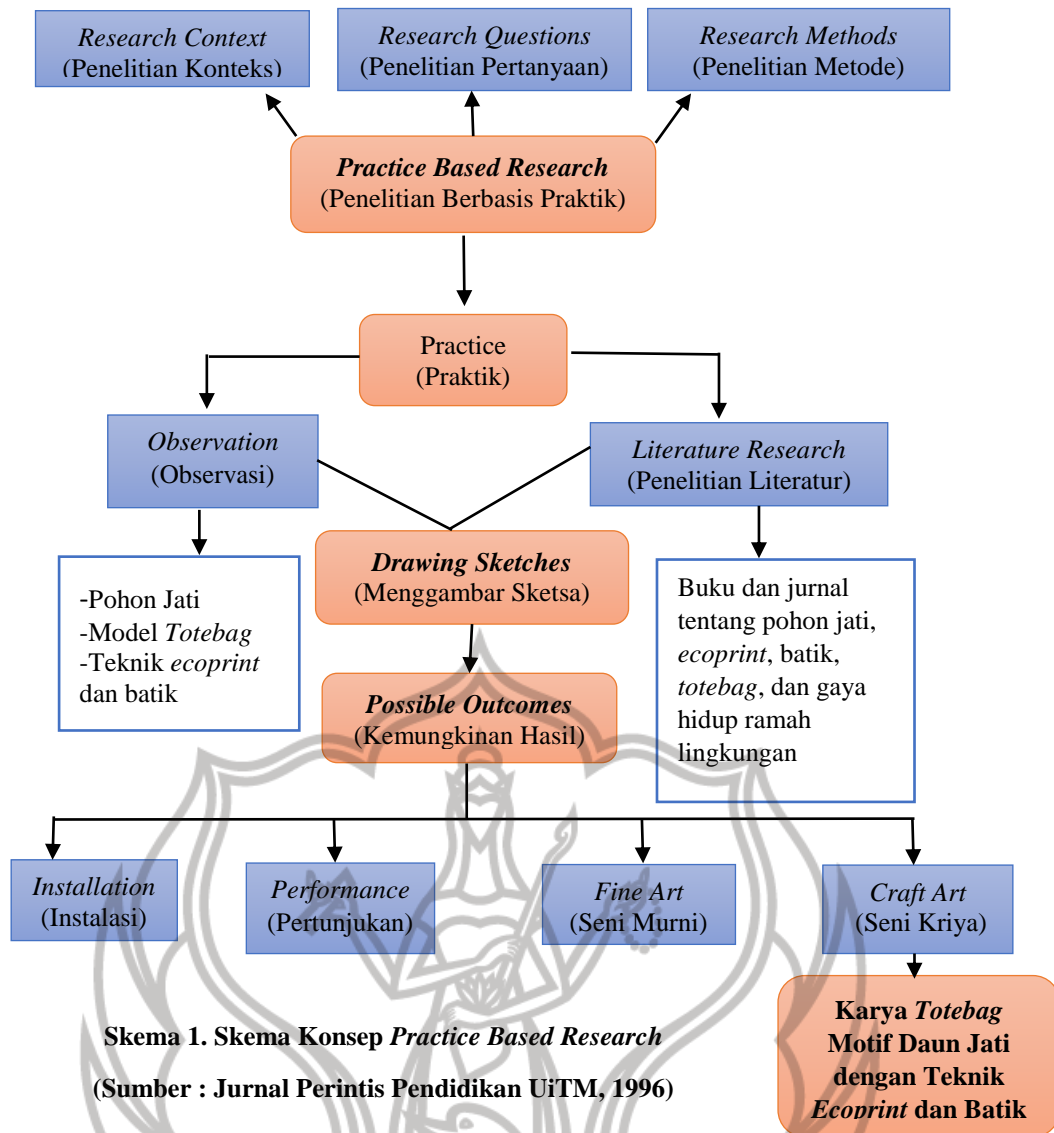 Research Context
(Penelitian Konteks)
Research Questions
(Penelitian Pertanyaan)
Research Methods
(Penelitian Metode)
Practice Based Research
(Penelitian Berbasis Praktik)
Practice
(Praktik)
Observation
(Observasi)
Literature Research
(Penelitian Literatur)
Drawing Sketches
(Menggambar Sketsa)
-Pohon Jati
-Model Totebag
-Teknik ecoprint
dan batik
Buku dan jurnal
tentang pohon jati,
ecoprint, batik,
totebag, dan gaya
hidup ramah
lingkungan
Possible Outcomes
(Kemungkinan Hasil)
Installation
(Instalasi)
Performance
(Pertunjukan)
Fine Art
(Seni Murni)
Craft Art
(Seni Kriya)
Karya Totebag
Motif Daun Jati
dengan Teknik
Ecoprint dan Batik
Skema 1. Skema Konsep Practice Based Research
(Sumber : Jurnal Perintis Pendidikan UiTM, 1996)